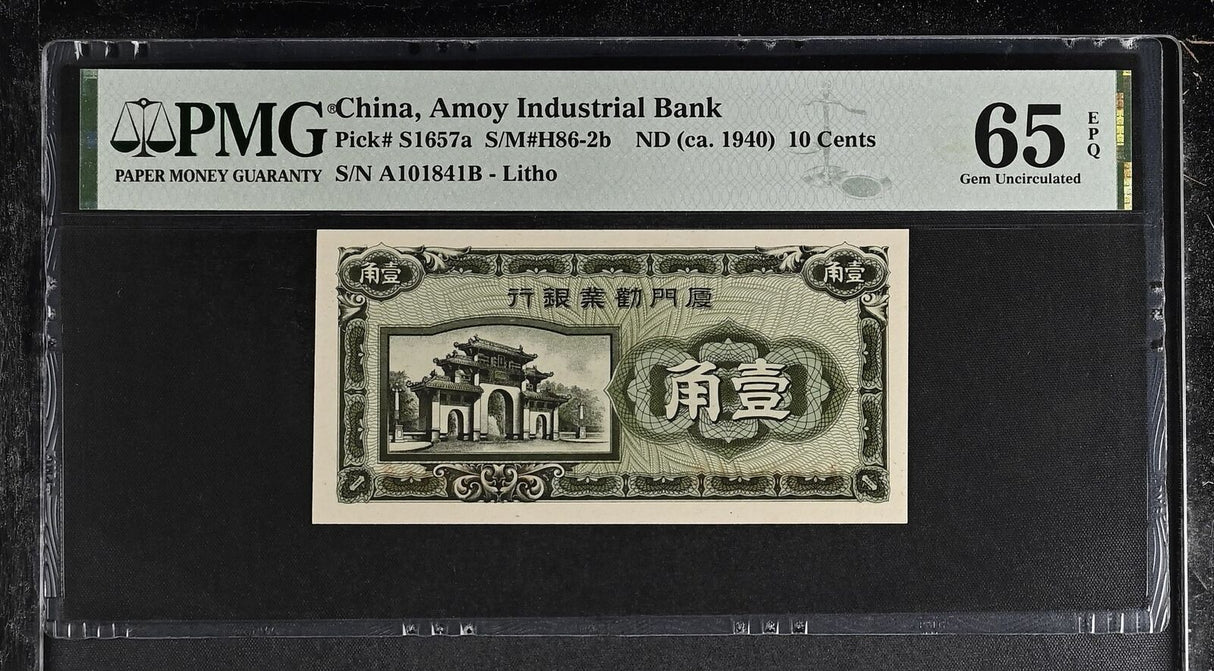 PMG®
PAPER MONEY GUARANTY
China, Amoy Industrial Bank
Pick# S1657a S/M#H86-2b ND (ca. 1940) 10 Cents
S/N A101841B - Litho
65
EPQ
Gem Uncirculated
壹角
壹角
厦門勸業銀行
壹角